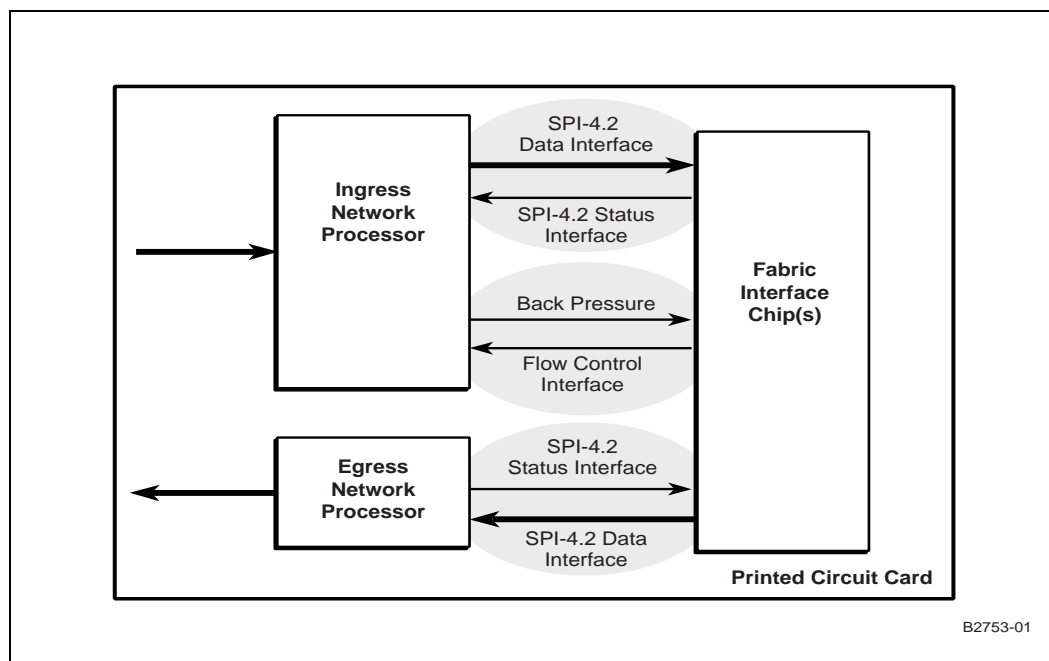 SPI-4.2
Data Interface
Ingress
Network
Processor
SPI-4.2 Status
Interface
Back Pressure
Flow Control
Interface
Fabric
Interface
Chip(s)
Egress
Network
Processor
SPI-4.2
Status Interface
SPI-4.2 Data
Interface
Printed Circuit Card
B2753-01